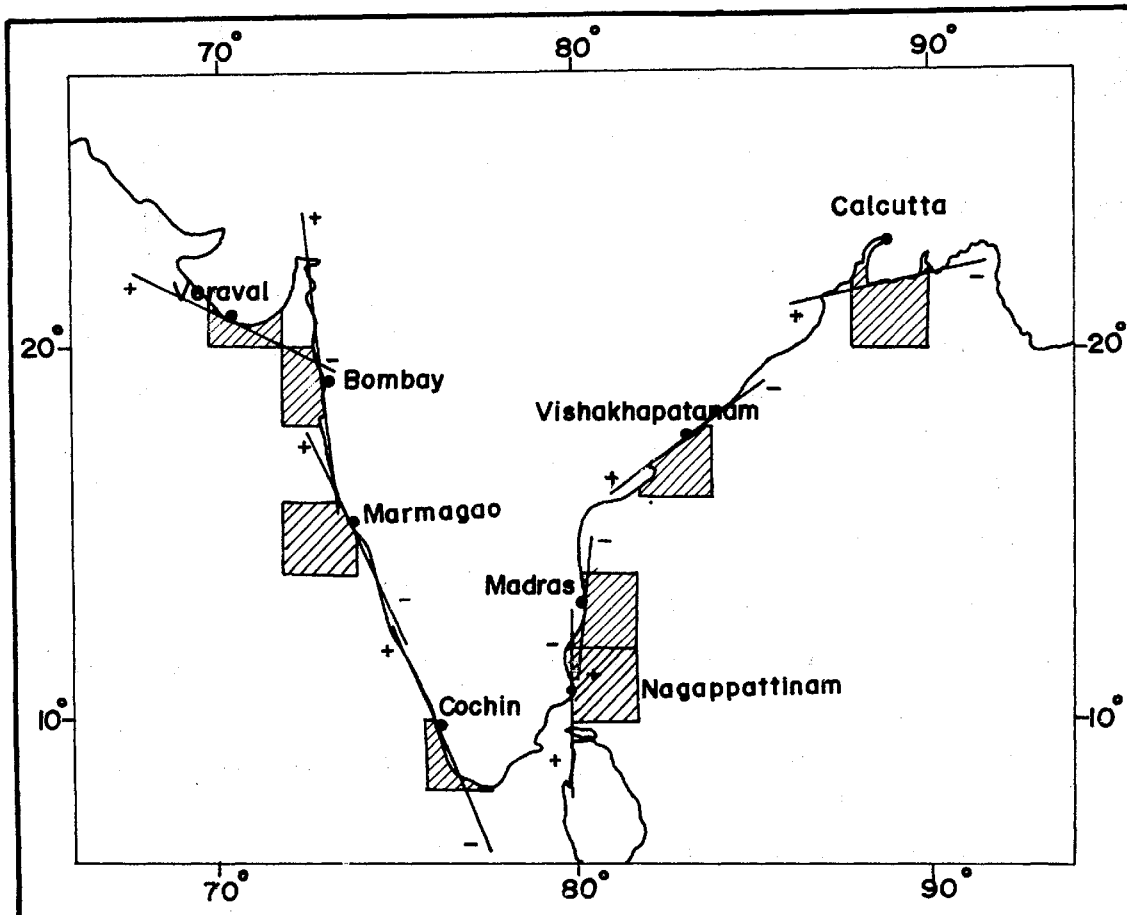 70° 80° 90°
Calcutta
+
+ Veraval
-
+
20° 20°
-
Bombay
-
Vishakhapatanam
+
+
Marmagao
-
Madras
-
-
+
+
Nagappattinam
Cochin
10° 10°
+
-
70° 80° 90°